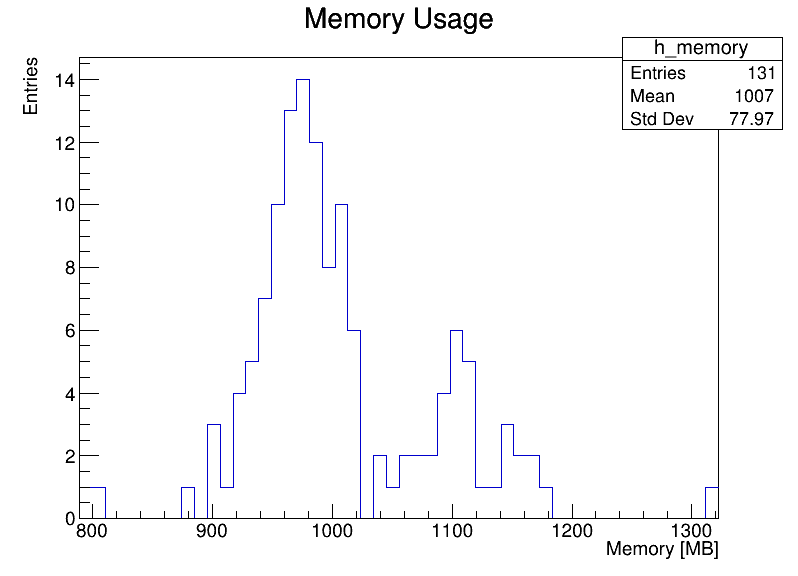 Memory Usage
h_memory
Entries 131
Mean 1007
Std Dev 77.97
Entries
14
12
10
8
6
4
2
0
800 900 1000 1100 1200 1300
Memory [MB]